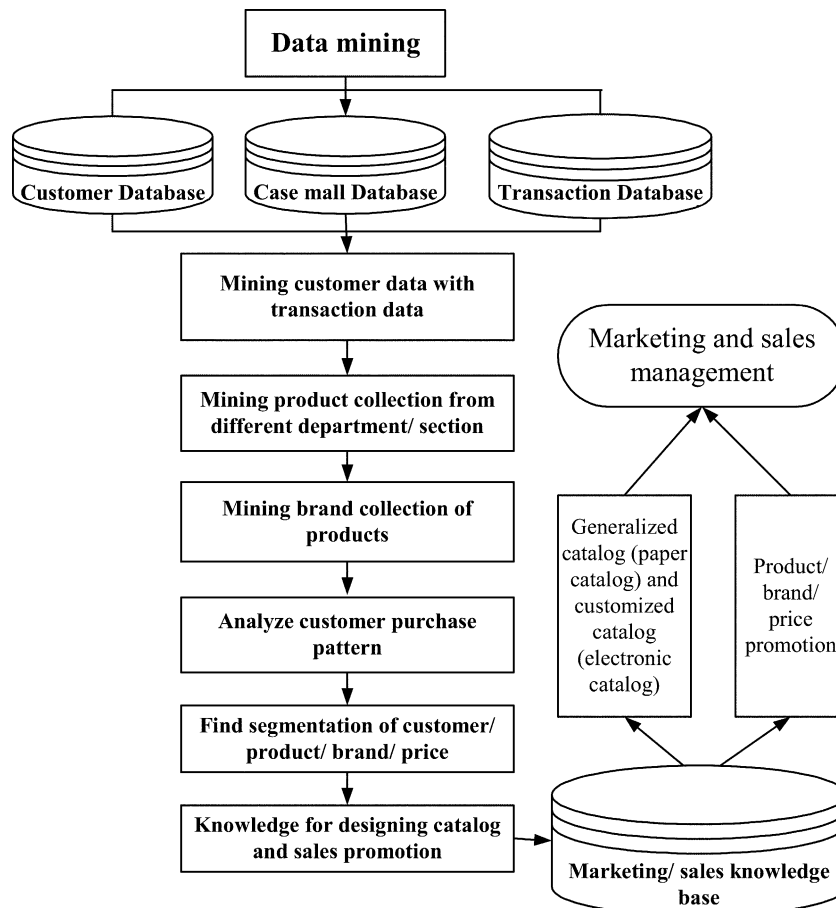 Data mining
Customer Database
Case mall Database
Transaction Database
Mining customer data with
transaction data
Mining product collection from
different department/ section
Mining brand collection of
products
Analyze customer purchase
pattern
Find segmentation of customer/
product/ brand/ price
Knowledge for designing catalog
and sales promotion
Marketing and sales
management
Generalized
catalog (paper
catalog) and
customized
catalog
(electronic
catalog)
Product/
brand/
price
promotion
Marketing/ sales knowledge
base